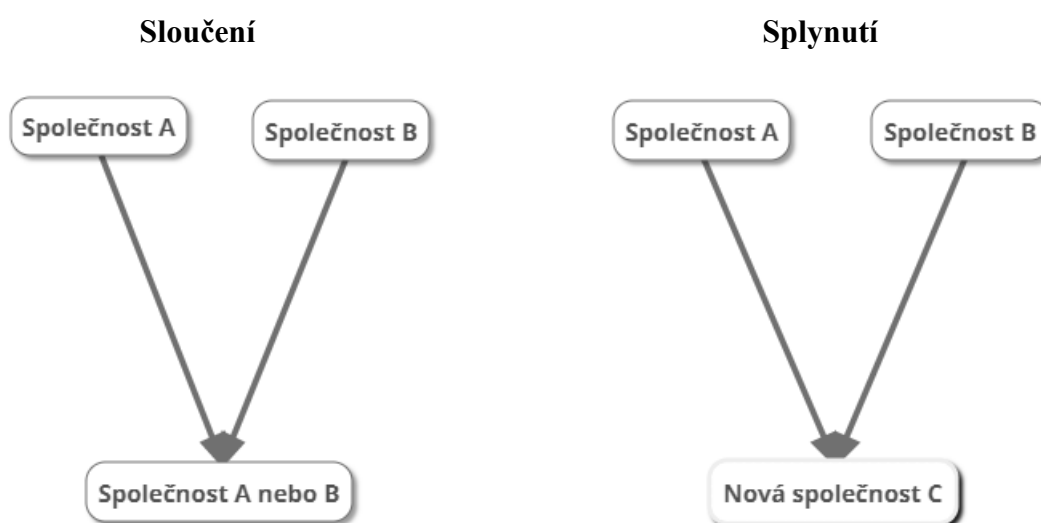 Sloučení
Splynutí
Společnost A
Společnost B
Společnost A
Společnost B
Společnost A nebo B
Nová společnost C